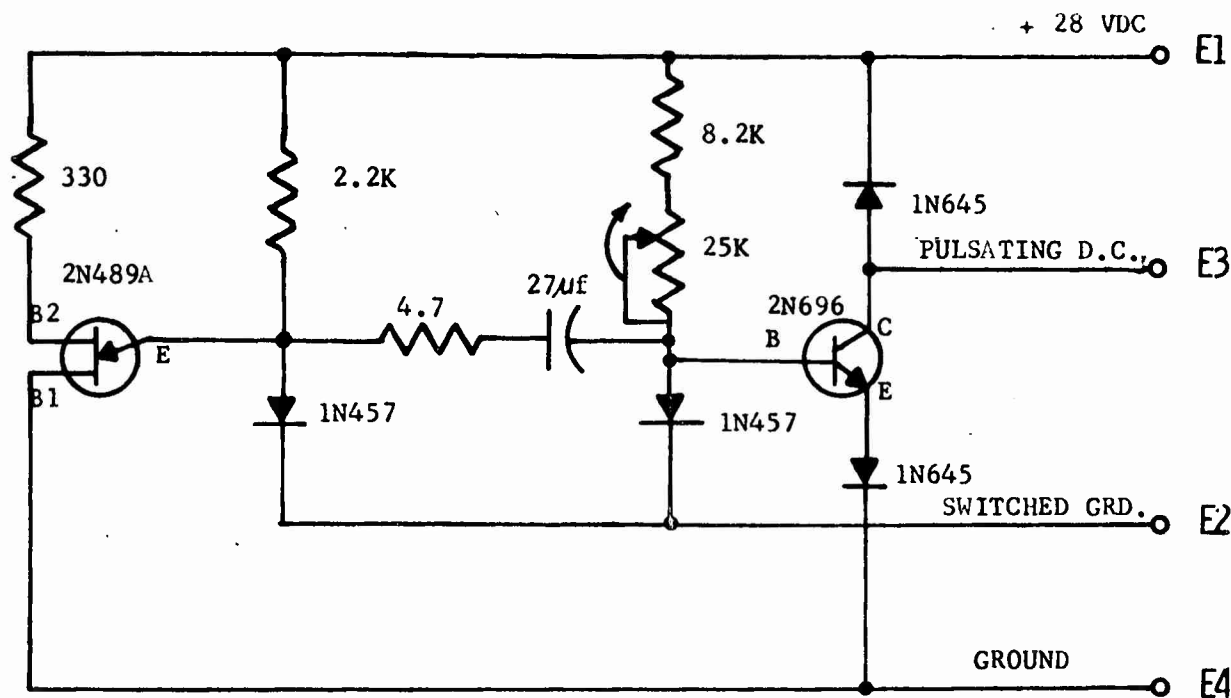 + 28 VDC
E1
8.2K
330
2.2K
1N645
25K
PULSATING D.C.,
E3
2N489A
27µf
4.7
2N696
B2
C
B
E
E
B1
1N457
1N457
1N645
SWITCHED GRD.
E2
GROUND
E4